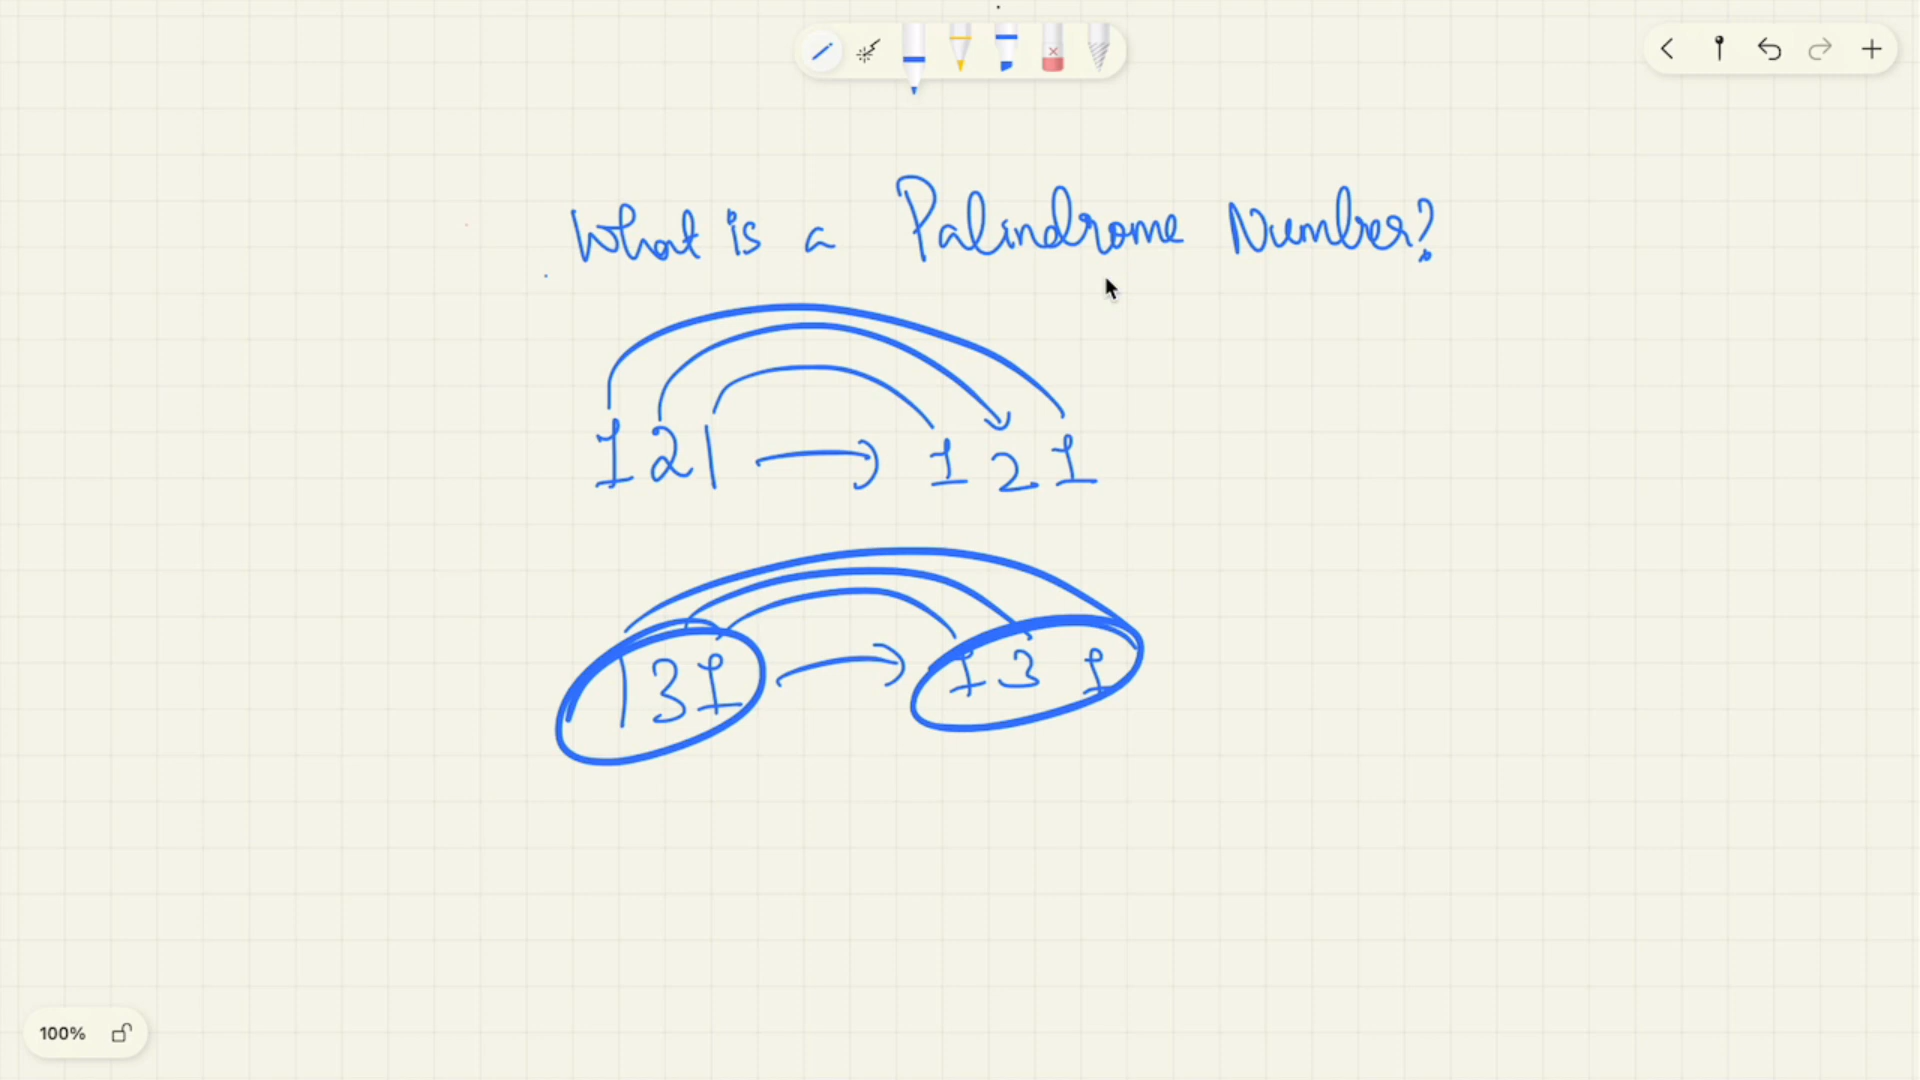 What is a Palindrome Number?
121 → 121
131 → 131
100%